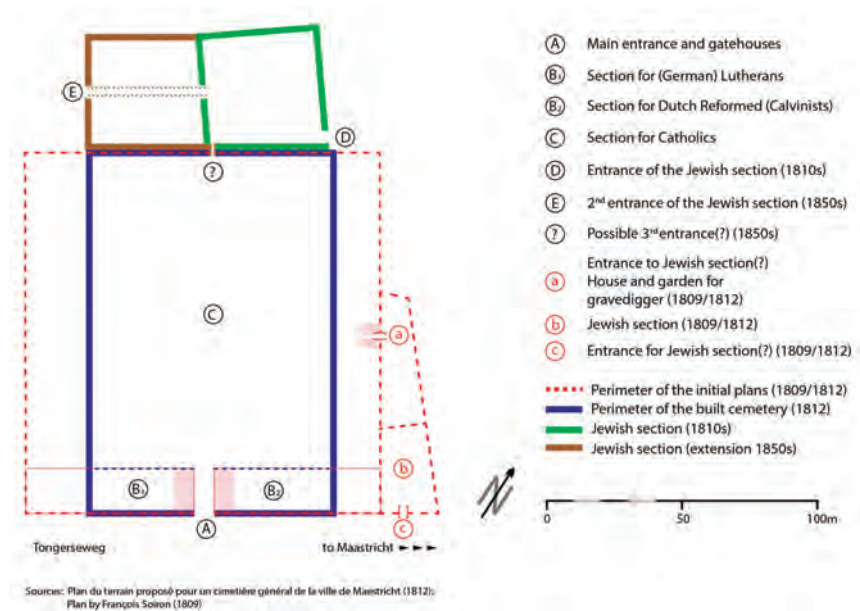 E
D
?
C
a
b
B₁
B₂
A
c
Tongerseweg
to Maastricht
A Main entrance and gatehouses
B₁ Section for (German) Lutherans
B₂ Section for Dutch Reformed (Calvinists)
C Section for Catholics
D Entrance of the Jewish section (1810s)
E 2nd entrance of the Jewish section (1850s)
? Possible 3rd entrance(?) (1850s)
Entrance to Jewish section(?)
a House and garden for
gravedigger (1809/1812)
b Jewish section (1809/1812)
c Entrance for Jewish section(?) (1809/1812)
Perimeter of the initial plans (1809/1812)
Perimeter of the built cemetery (1812)
Jewish section (1810s)
Jewish section (extension 1850s)
N
0 50 100m
Sources: Plan du terrain proposé pour un cimetière général de la ville de Maestricht (1812);
Plan by François Soiron (1809)